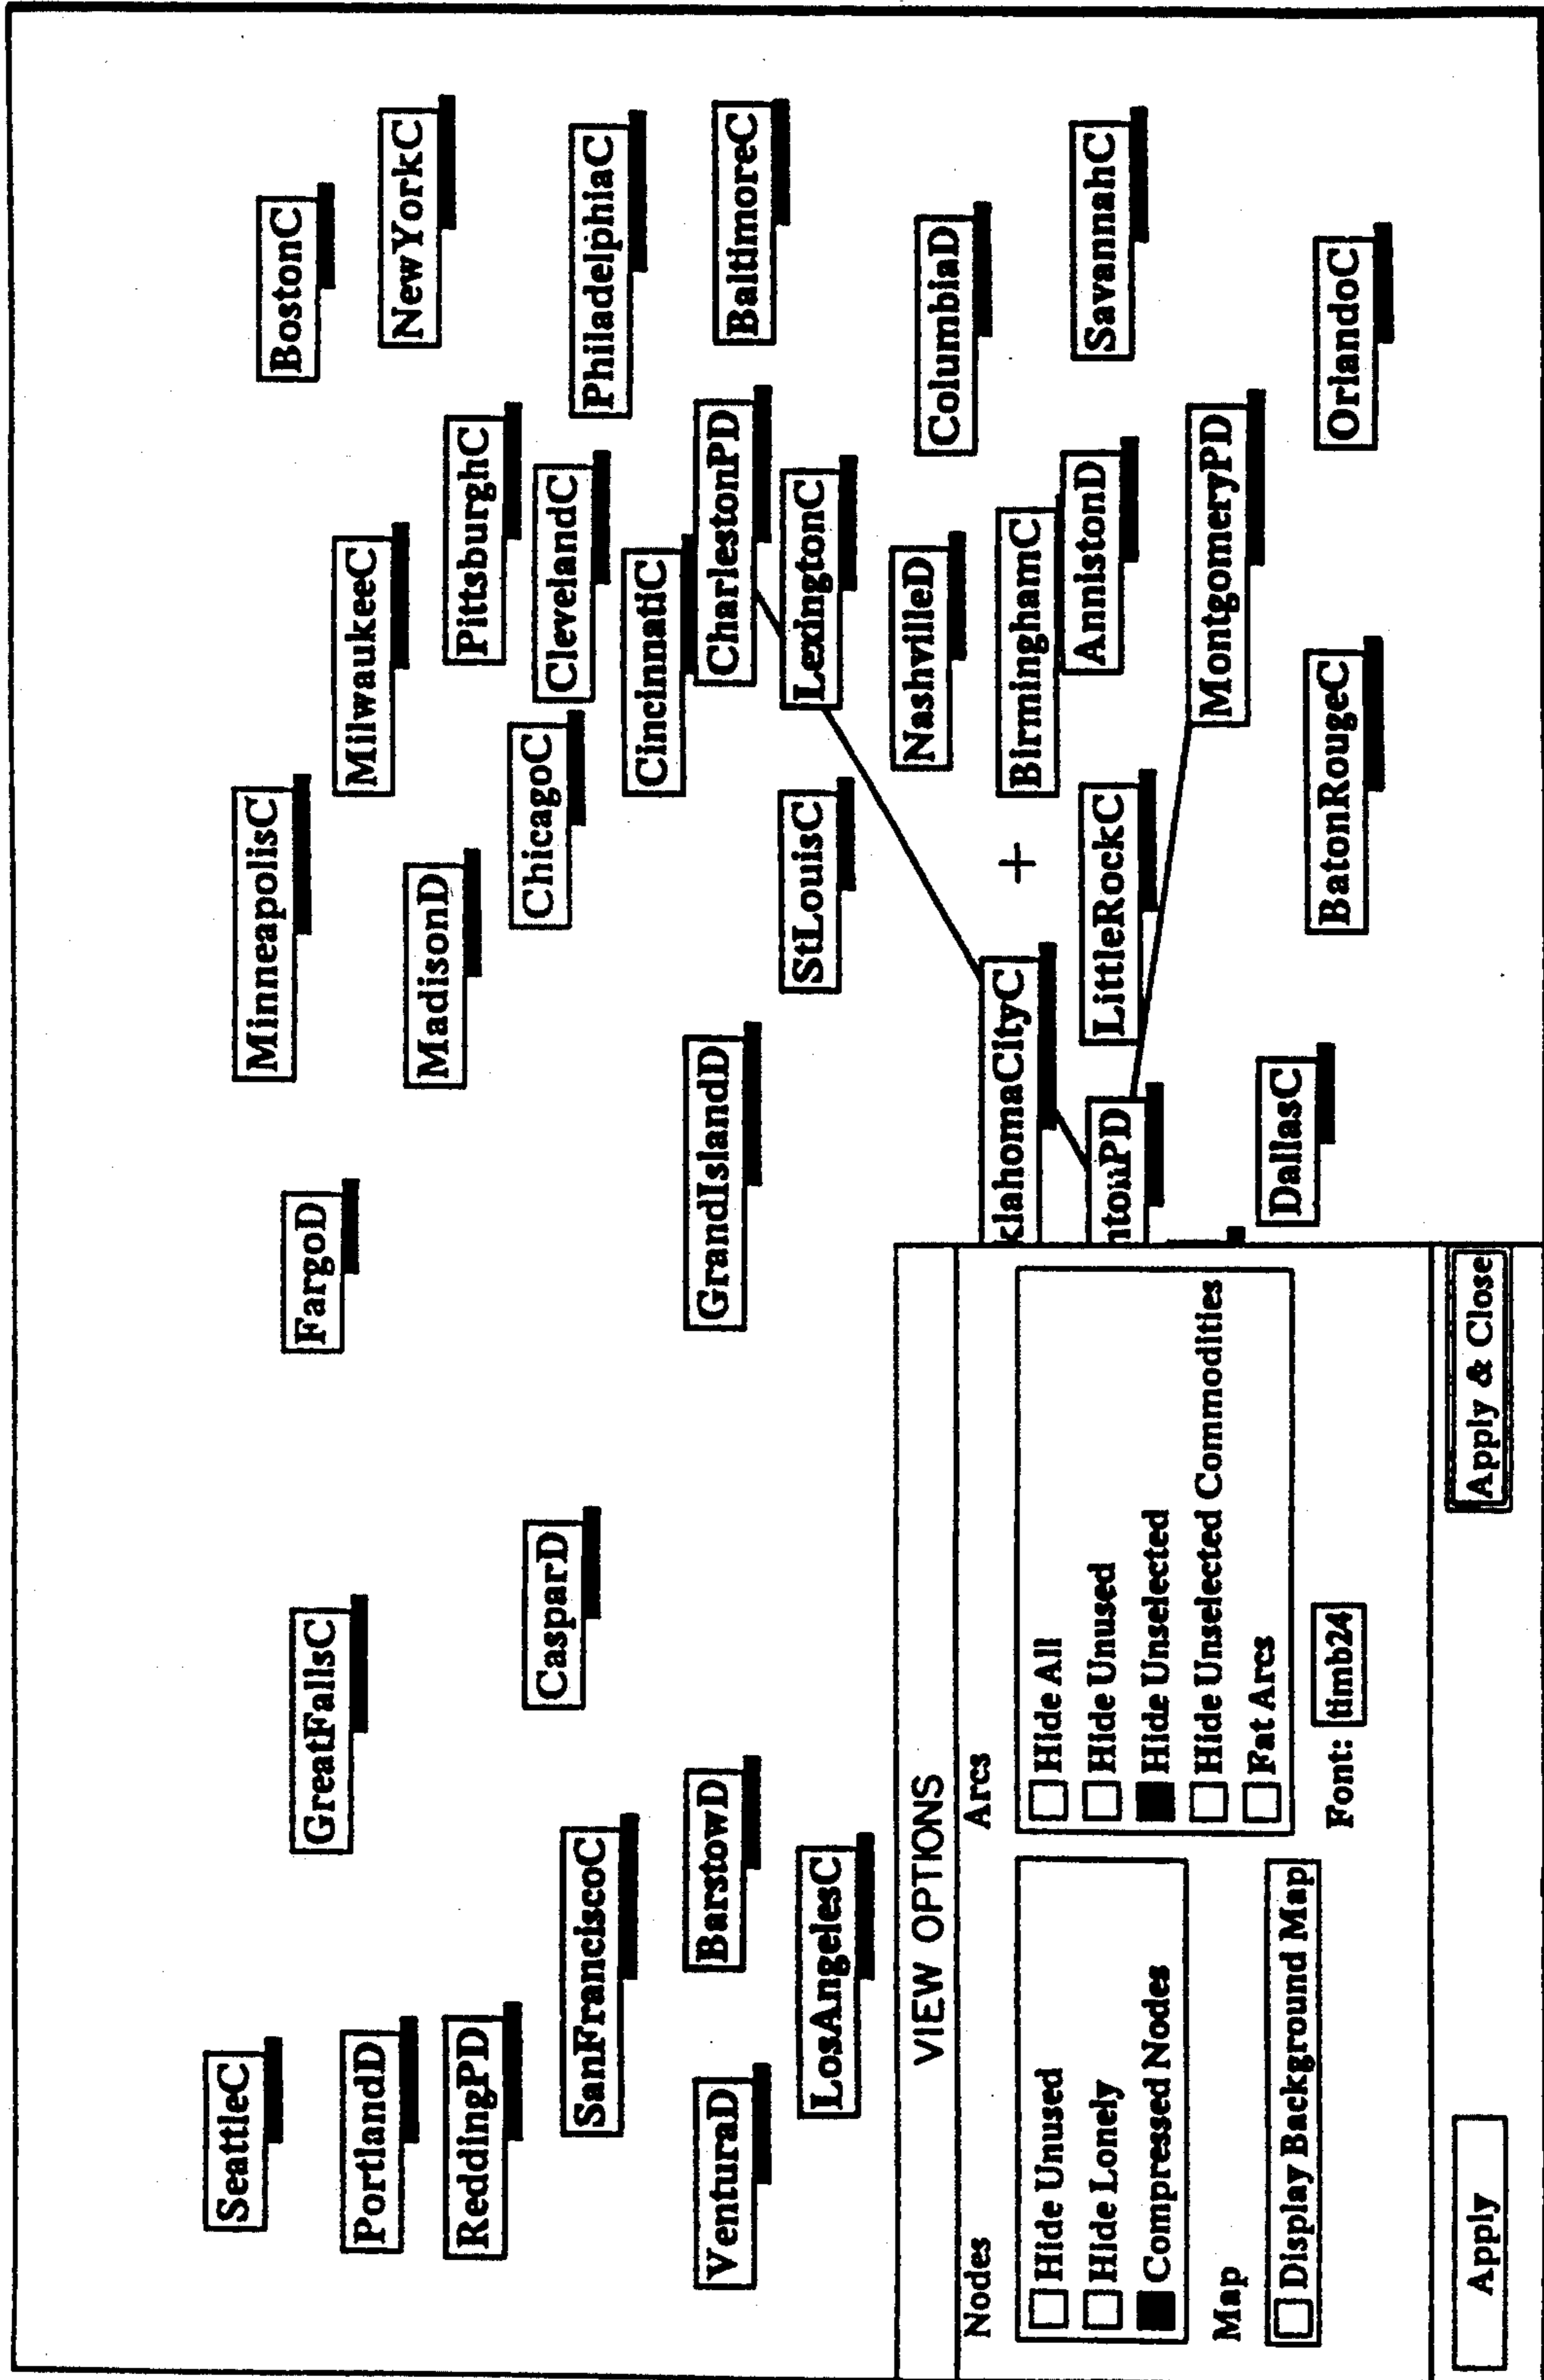 SeattleC
MinneapolisC
BostonC
FargoD
GreatFallsC
MilwaukeeC
PortlandD
NewYorkC
MadisonD
ReddingPD
PittsburghC
ChicagoC
CasparD
ClevelandC
SanFranciscoC
PhiladelphiaC
CincinnatiC
BarstowD
GrandIslandD
VenturaD
CharlestonPD
BaltimoreC
StLouisC
LexingtonC
LosAngelesC
NashvilleD
ColumbiaD
klahomaCityC
BirminghamC
AnnistonD
SavannahC
LittleRockC
ntonPD
MontgomeryPD
DallasC
BatonRougeC
OrlandoC
VIEW OPTIONS
Nodes
Hide Unused
Hide Lonely
Compressed Nodes
Map
Display Background Map
Arcs
Hide All
Hide Unused
Hide Unselected
Hide Unselected Commodities
Fat Arcs
Font: timb24
Apply
Apply & Close